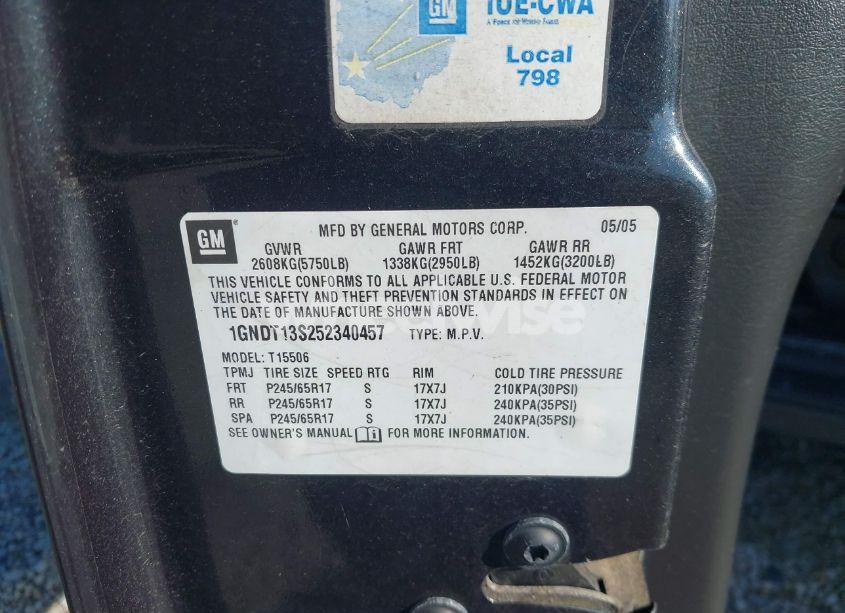 GM IUE-CWA
Local
798
GM
MFD BY GENERAL MOTORS CORP. 05/05
GVWR GAWR FRT GAWR RR
2608KG(5750LB) 1338KG(2950LB) 1452KG(3200LB)
THIS VEHICLE CONFORMS TO ALL APPLICABLE U.S. FEDERAL MOTOR
VEHICLE SAFETY AND THEFT PREVENTION STANDARDS IN EFFECT ON
THE DATE OF MANUFACTURE SHOWN ABOVE.
1GNDT13S252340457 TYPE: M.P.V.
MODEL: T15506
TPMJ TIRE SIZE SPEED RTG RIM COLD TIRE PRESSURE
FRT P245/65R17 S 17X7J 210KPA(30PSI)
RR P245/65R17 S 17X7J 240KPA(35PSI)
SPA P245/65R17 S 17X7J 240KPA(35PSI)
SEE OWNER'S MANUAL FOR MORE INFORMATION.